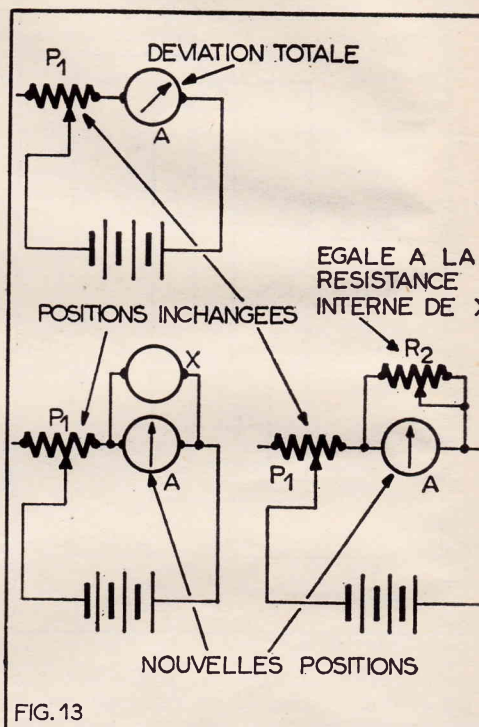 DEVIATION TOTALE
P1
A
EGALE A LA
RESISTANCE
INTERNE DE X
POSITIONS INCHANGEES
X
R2
P1
A
P1
A
NOUVELLES POSITIONS
FIG. 13